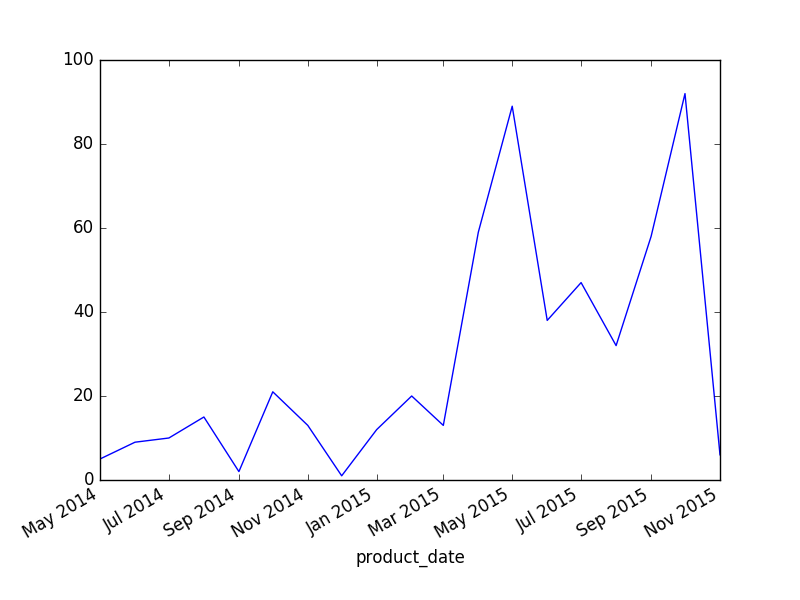 100
80
60
40
20
0
May 2014
Jul 2014
Sep 2014
Nov 2014
Jan 2015
Mar 2015
May 2015
Jul 2015
Sep 2015
Nov 2015
product_date